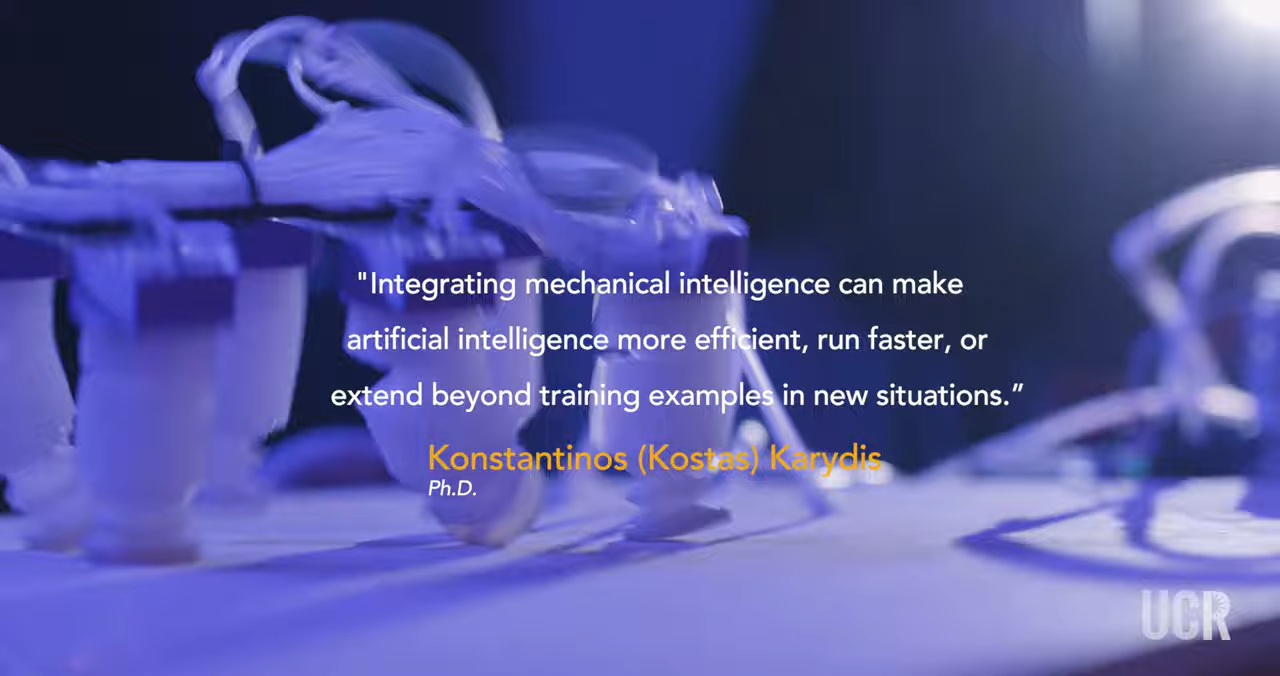 "Integrating mechanical intelligence can make
artificial intelligence more efficient, run faster, or
extend beyond training examples in new situations.”
Konstantinos (Kostas) Karydis
Ph.D.
UCR